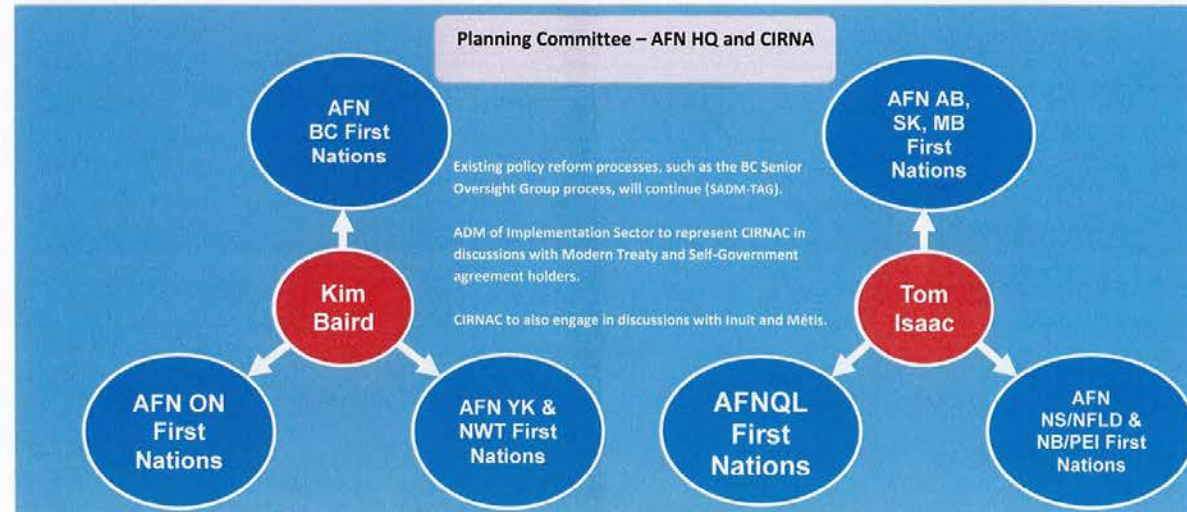 Planning Committee – AFN HQ and CIRNA
AFN
BC First
Nations
AFN AB,
SK, MB
First
Nations
Existing policy reform processes, such as the BC Senior
Oversight Group process, will continue (SADM-TAG).
ADM of Implementation Sector to represent CIRNAC in
discussions with Modern Treaty and Self-Government
agreement holders.
CIRNAC to also engage in discussions with Inuit and Métis.
Kim
Baird
Tom
Isaac
AFN ON
First
Nations
AFN YK &
NWT First
Nations
AFNQL
First
Nations
AFN
NS/NFLD &
NB/PEI First
Nations